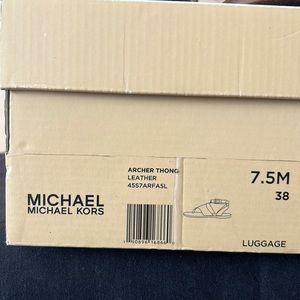 ARCHER THONG
LEATHER
45S7ARFA5L
7.5M
38
MICHAEL
MICHAEL KORS
LUGGAGE